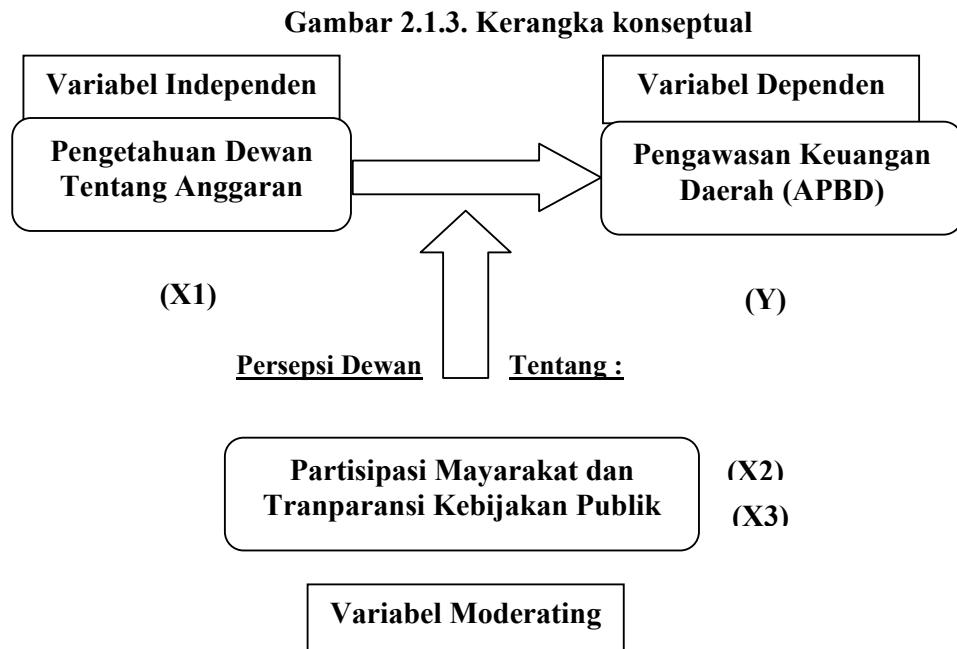 Gambar 2.1.3. Kerangka konseptual
Variabel Independen
Variabel Dependen
Pengetahuan Dewan
Tentang Anggaran
Pengawasan Keuangan
Daerah (APBD)
(X1)
(Y)
Persepsi Dewan Tentang :
Partisipasi Mayarakat dan
Tranparansi Kebijakan Publik
(X2)
(X3)
Variabel Moderating